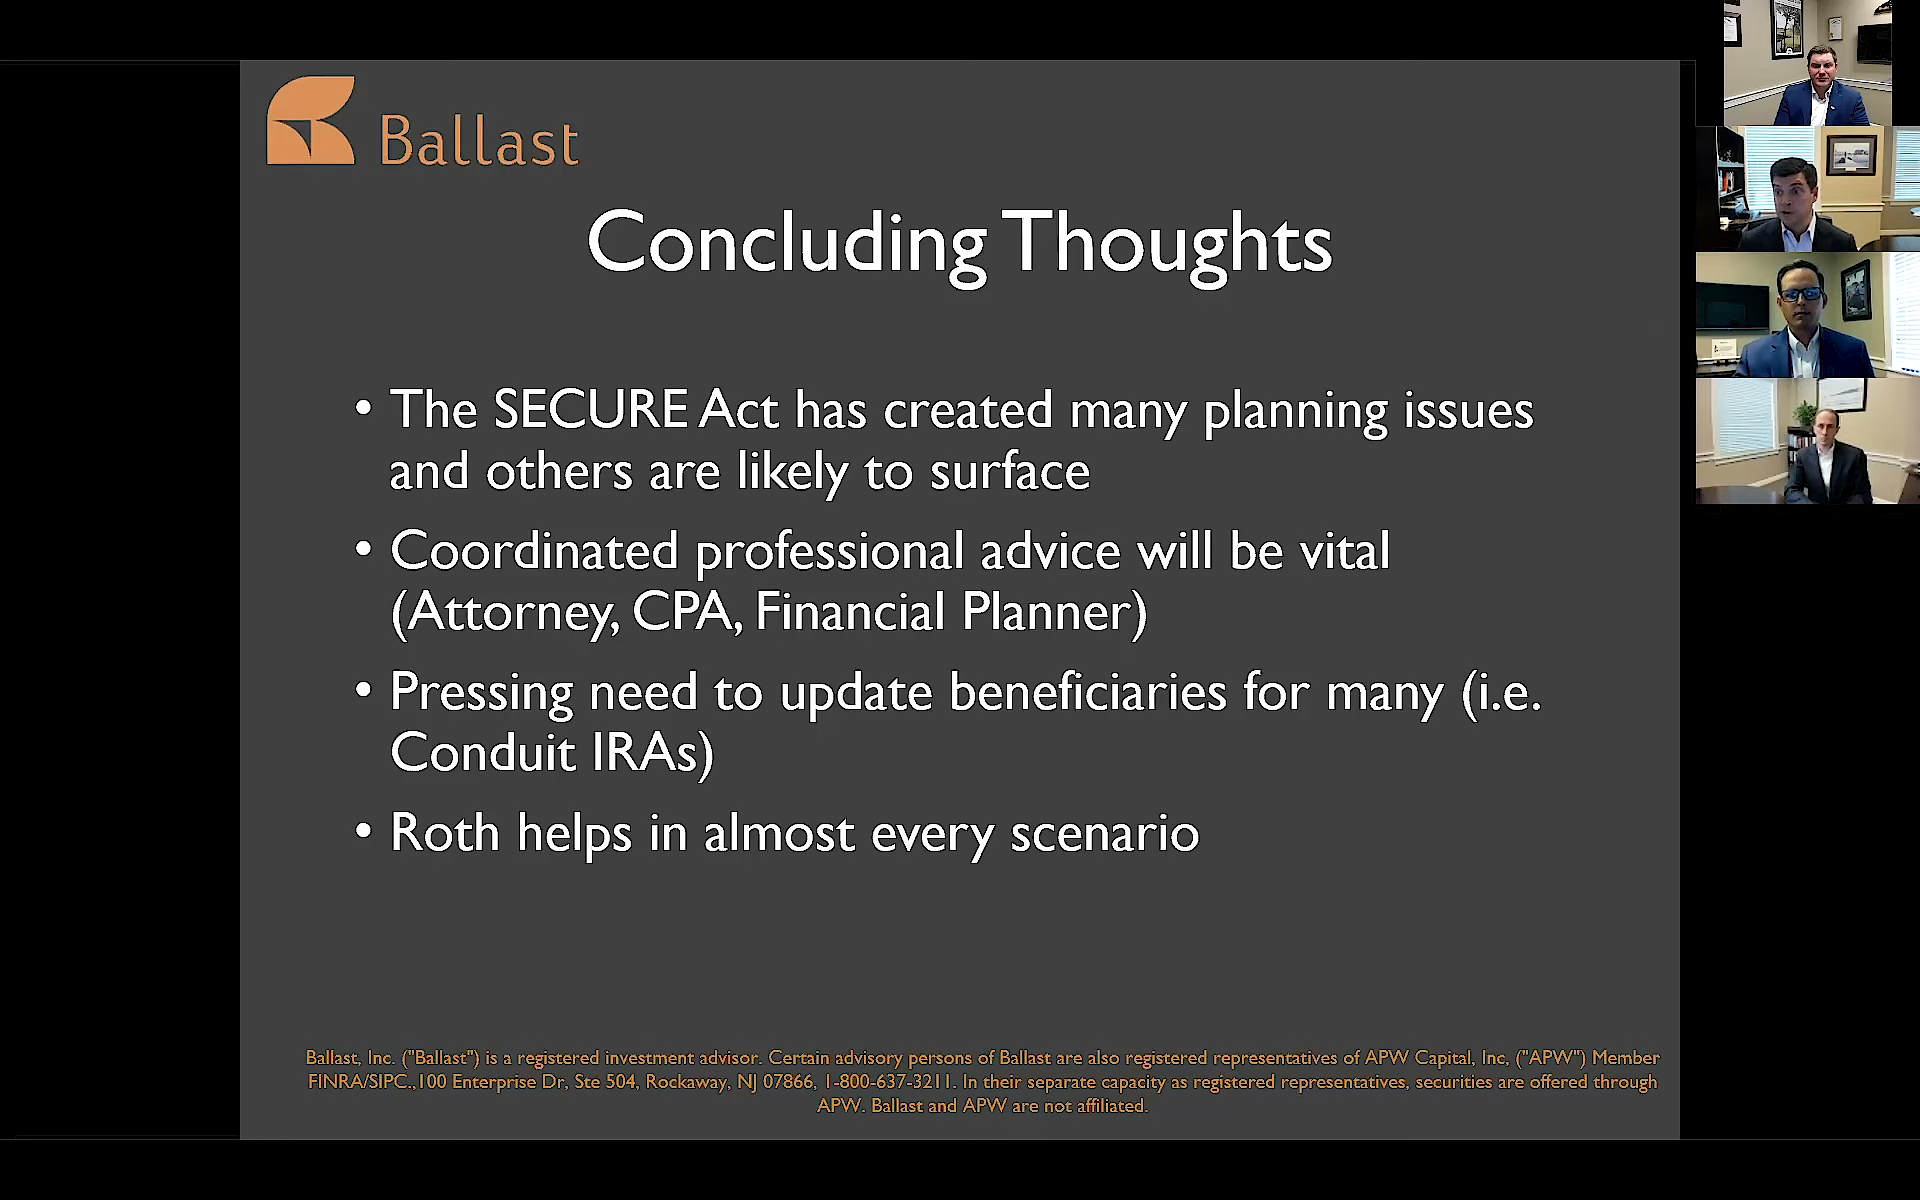 Ballast
Concluding Thoughts
• The SECURE Act has created many planning issues
and others are likely to surface
• Coordinated professional advice will be vital
(Attorney, CPA, Financial Planner)
• Pressing need to update beneficiaries for many (i.e.
Conduit IRAs)
• Roth helps in almost every scenario
Ballast, Inc. ("Ballast") is a registered investment advisor. Certain advisory persons of Ballast are also registered representatives of APW Capital, Inc, ("APW") Member
FINRA/SIPC.,100 Enterprise Dr, Ste 504, Rockaway, NJ 07866, 1-800-637-3211. In their separate capacity as registered representatives, securities are offered through
APW. Ballast and APW are not affiliated.